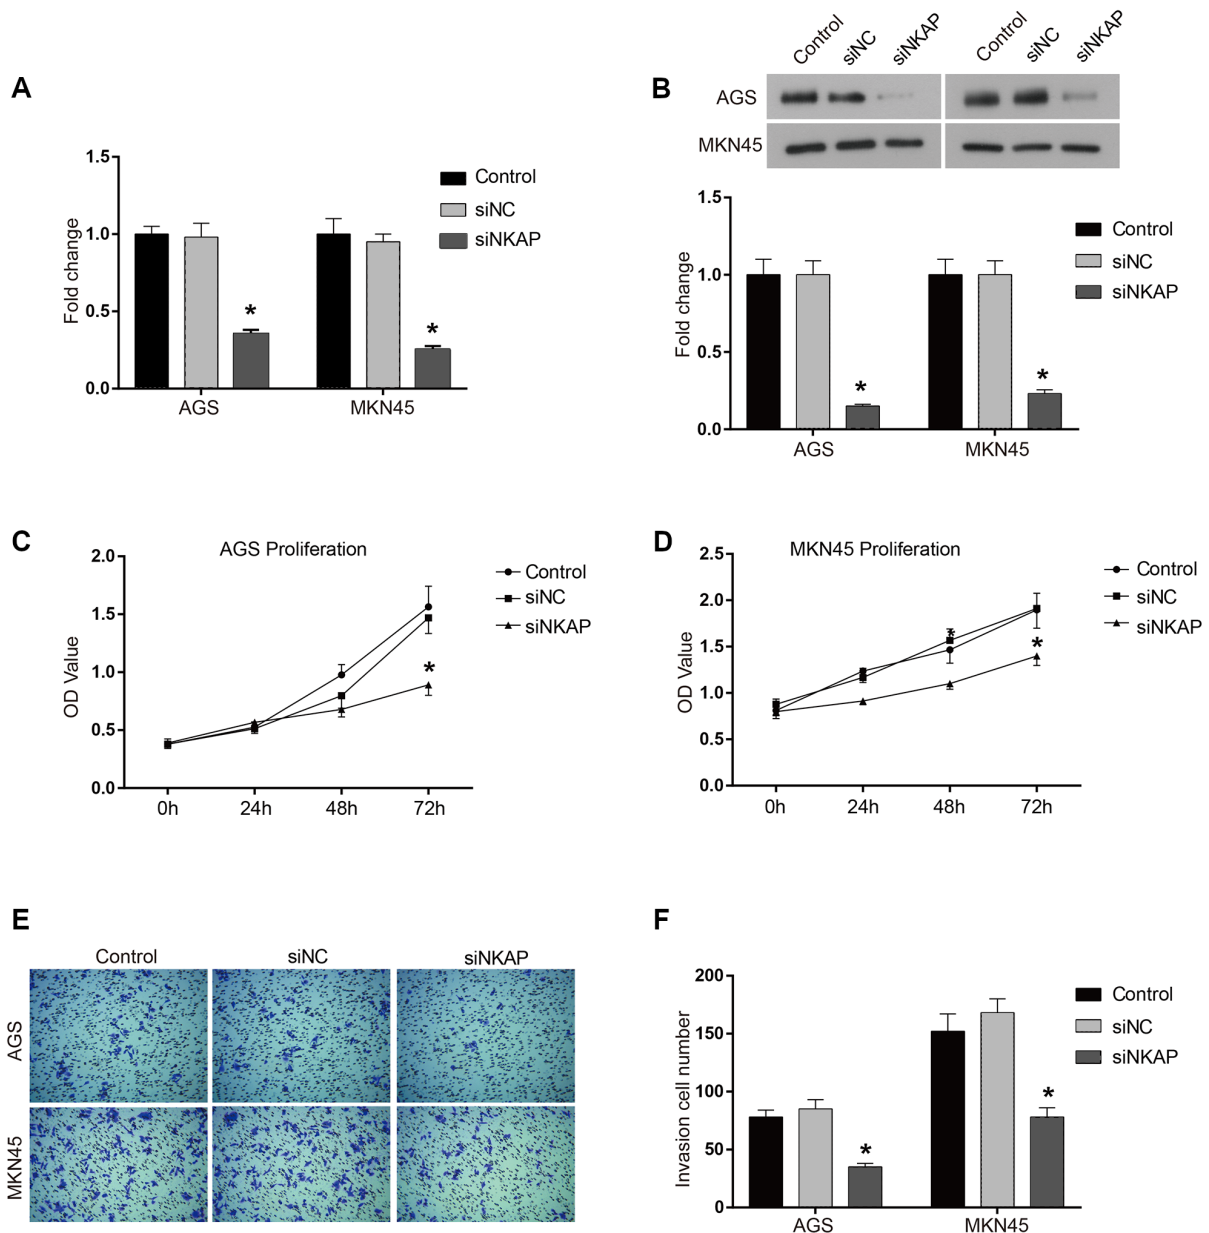 A
1.5
1.0
0.5
0.0
Fold change
Control
siNC
siNKAP
*
*
AGS
MKN45
B
Control
siNC
siNKAP
Control
siNC
siNKAP
AGS
MKN45
1.5
1.0
0.5
0.0
Fold change
Control
siNC
siNKAP
*
*
AGS
MKN45
C
AGS Proliferation
2.0
1.5
1.0
0.5
0.0
OD Value
Control
siNC
siNKAP
*
0h
24h
48h
72h
D
MKN45 Proliferation
2.5
2.0
1.5
1.0
0.5
0.0
OD Value
Control
siNC
siNKAP
*
*
0h
24h
48h
72h
E
Control
siNC
siNKAP
AGS
MKN45
F
200
150
100
50
0
Invasion cell number
Control
siNC
siNKAP
*
*
AGS
MKN45